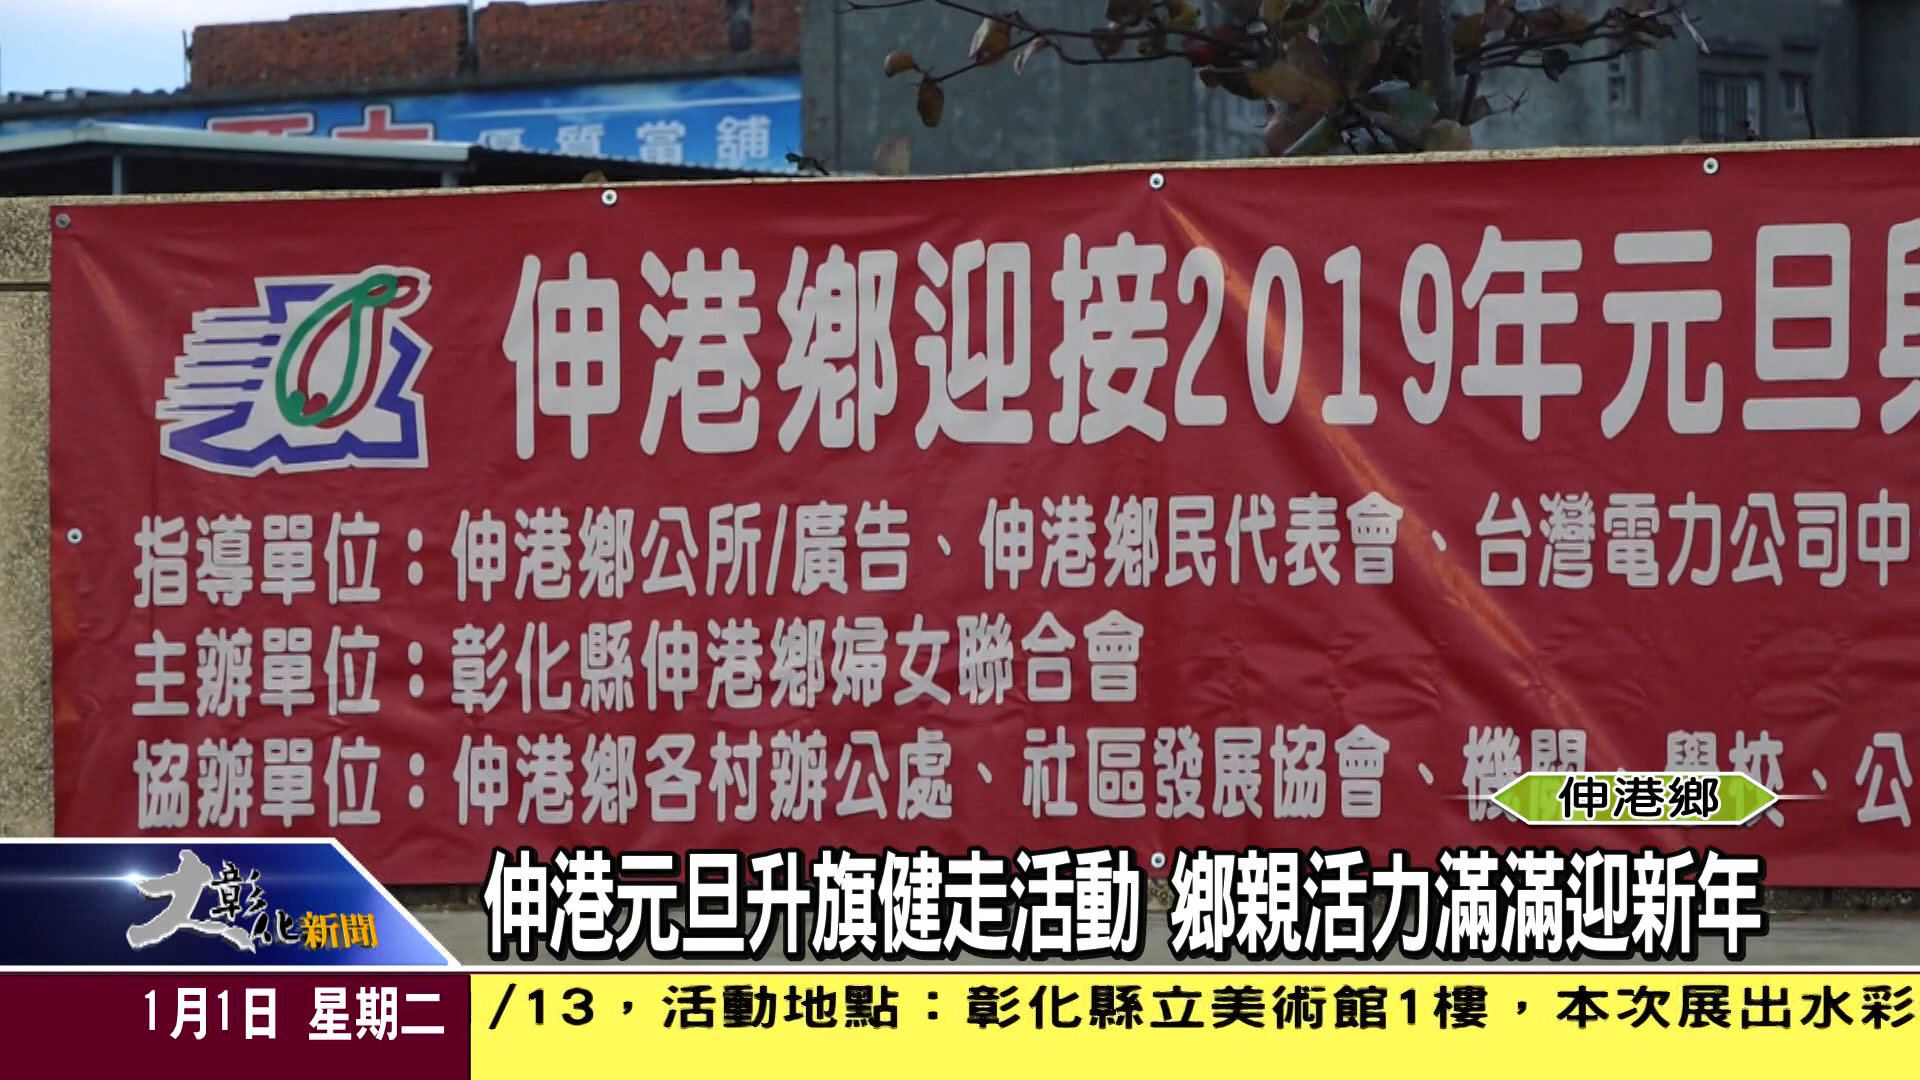 優質當舖
伸港鄉迎接2019年元旦
指導單位：伸港鄉公所/廣告、伸港鄉民代表會、台灣電力公司中
主辦單位：彰化縣伸港鄉婦女聯合會
協辦單位：伸港鄉各村辦公處、社區發展協會、機關、學校、公
伸港鄉
大彰化新聞
伸港元旦升旗健走活動 鄉親活力滿滿迎新年
1月1日 星期二
/13，活動地點：彰化縣立美術館1樓，本次展出水彩